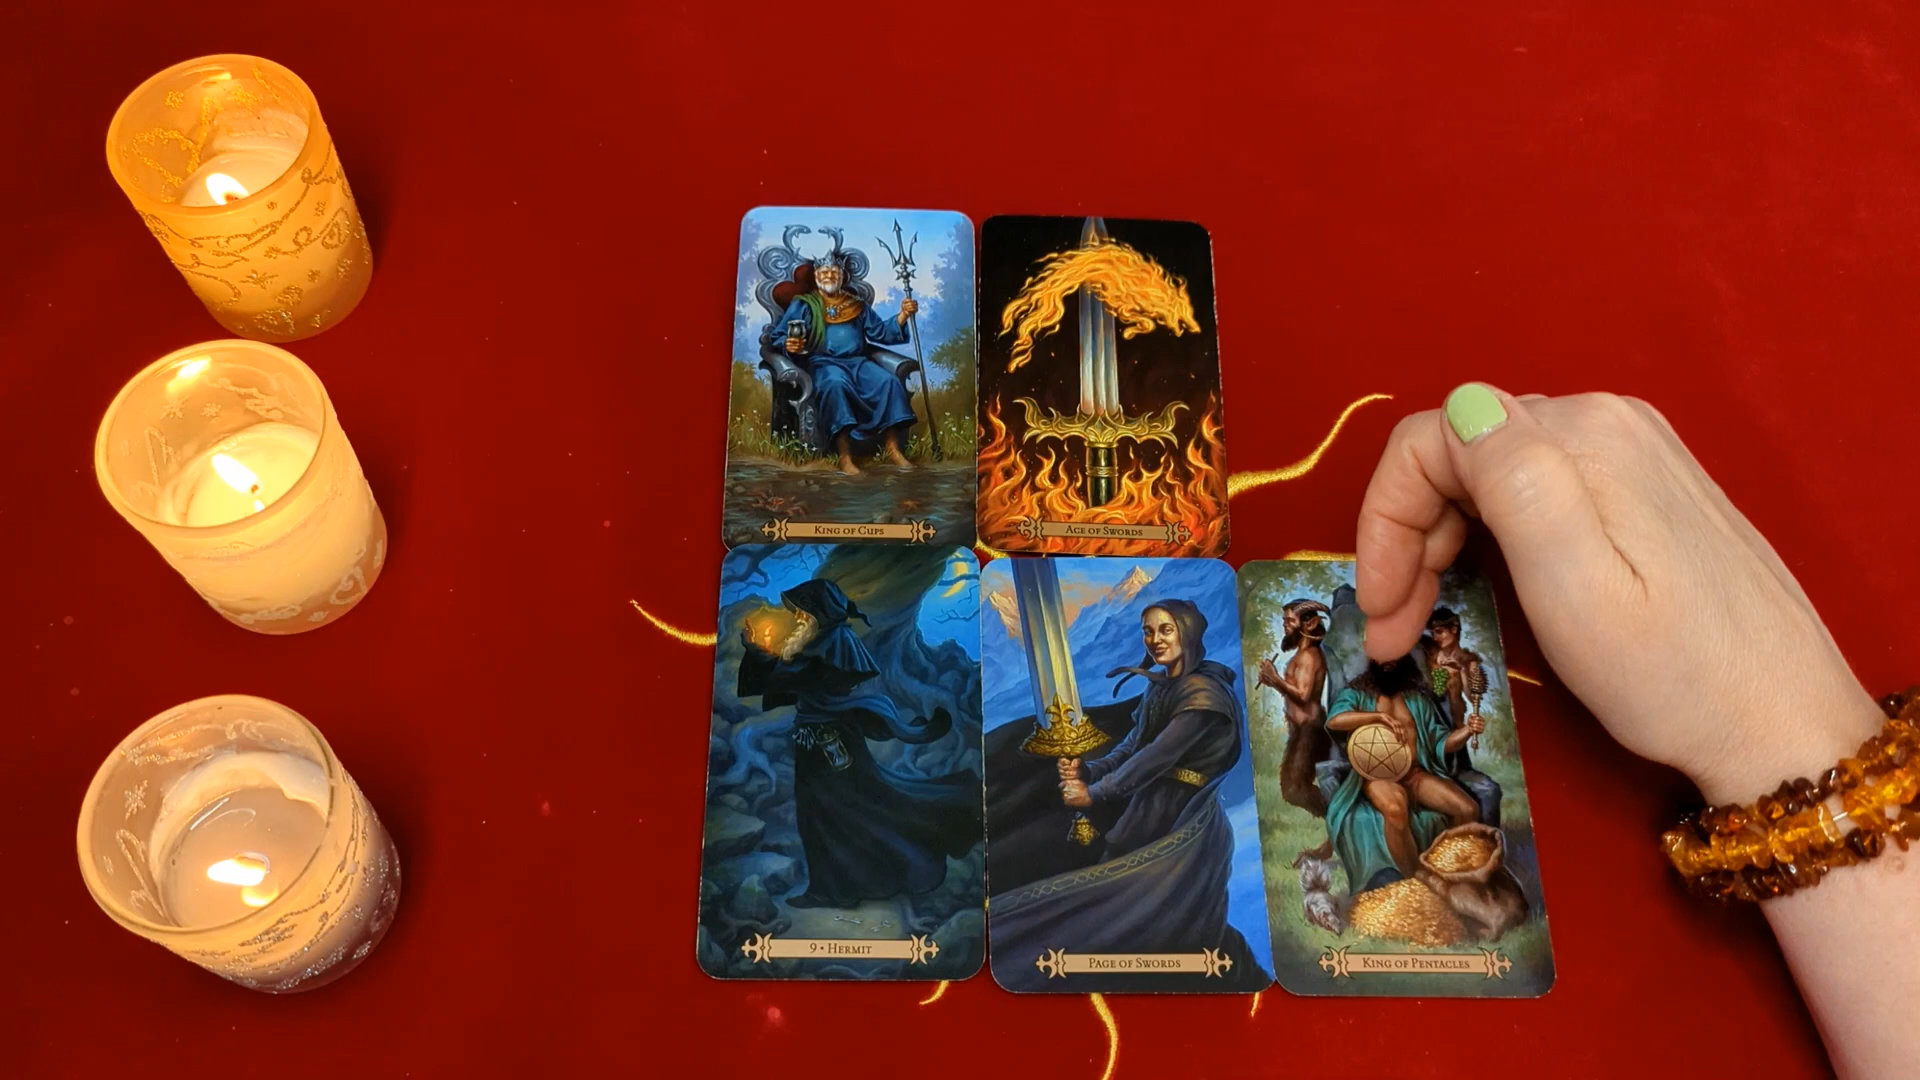 KING OF CUPS
ACE OF SWORDS
9 • HERMIT
PAGE OF SWORDS
KING OF PENTACLES